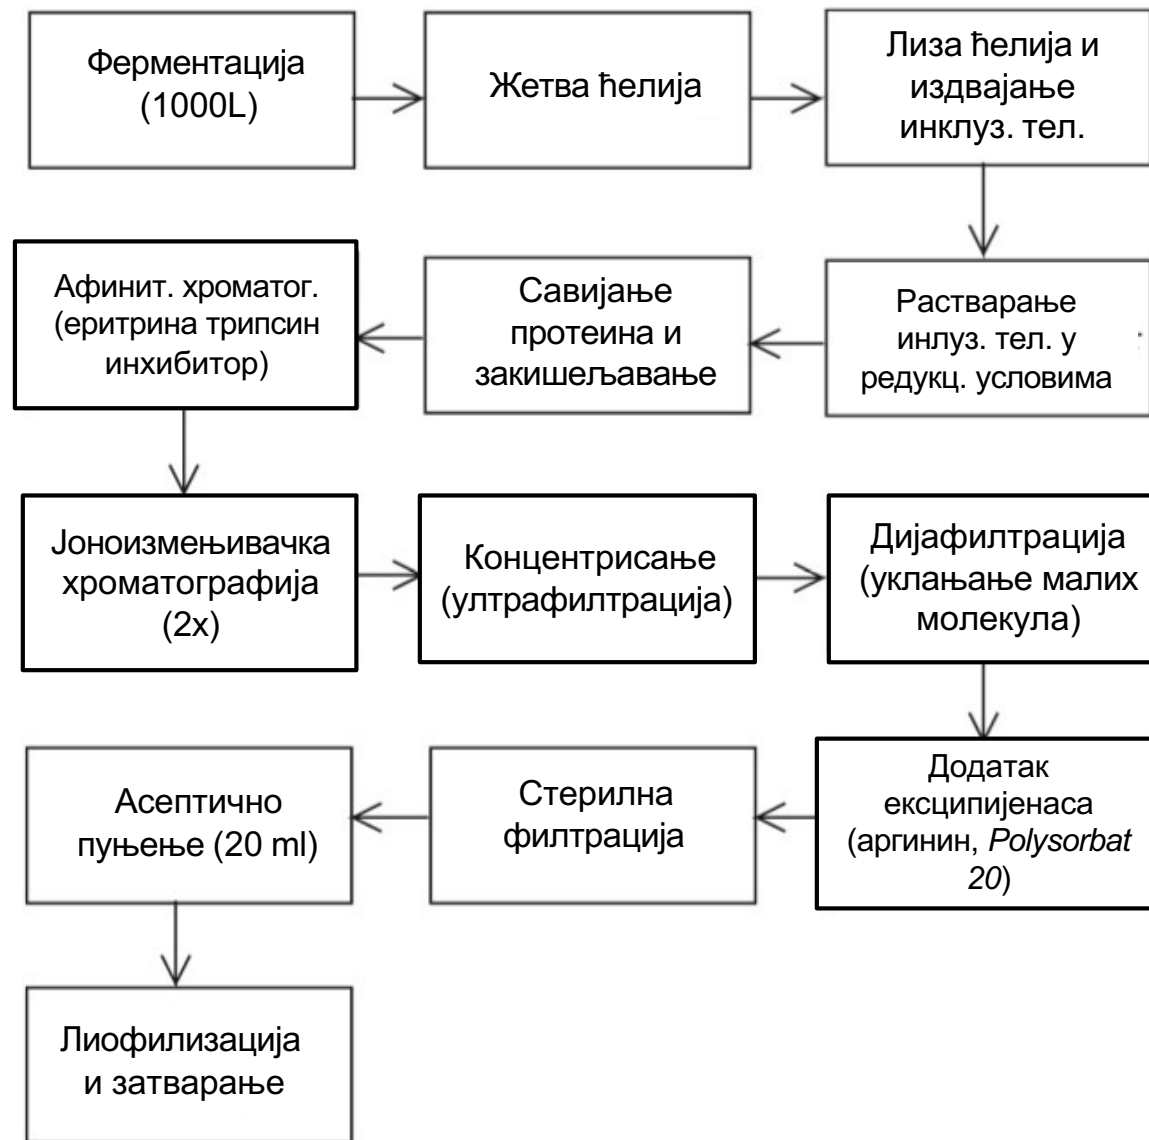 Ферментација
(1000L)
Жетва ћелија
Лиза ћелија и
издвајање
инклуз. тел.
Растварање
инлуз. тел. у
редукц. условима
Савијање
протеина и
закишељавање
Афинит. хроматог.
(еритрина трипсин
инхибитор)
Јоноизмењивачка
хроматографија
(2x)
Концентрисање
(ултрафилтрација)
Дијафилтрација
(уклањање малих
молекула)
Додатак
ексципијенаса
(аргинин, Polysorbat
20)
Стерилна
филтрација
Асептично
пуњење (20 ml)
Лиофилизација
и затварање